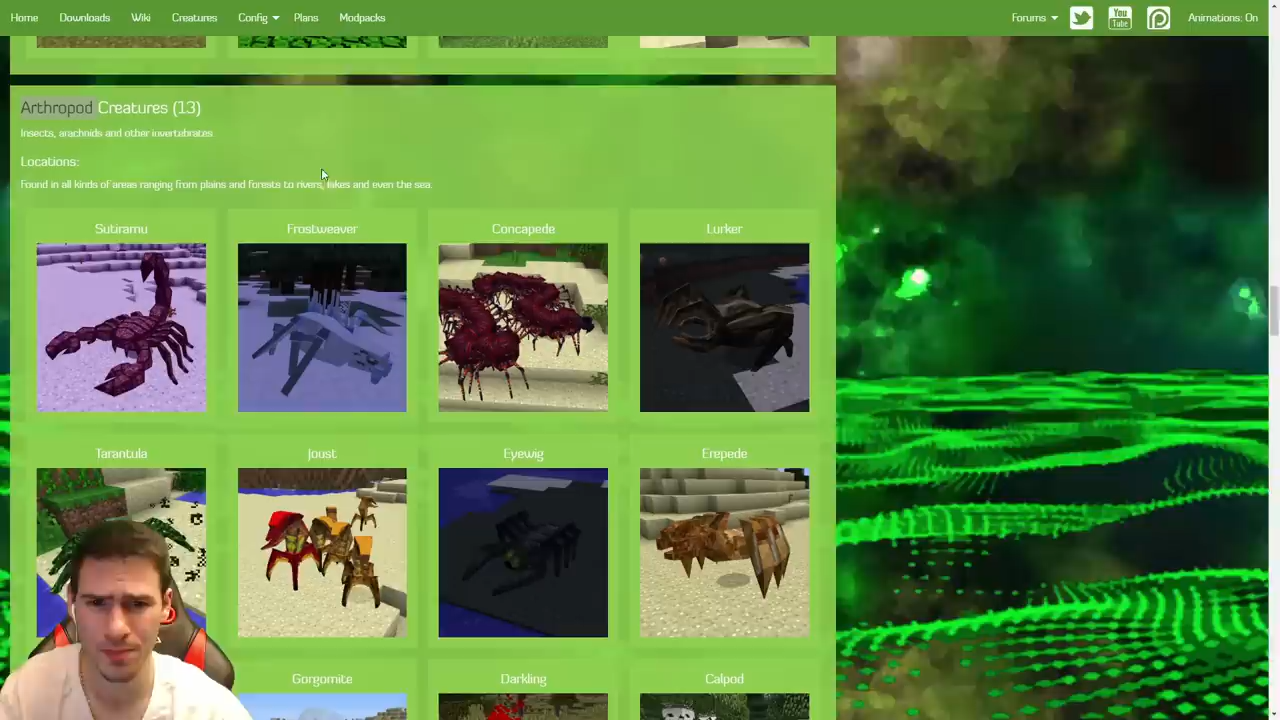 Home Downloads Wiki Creatures Config Plans Modpacks Forums You Tube Animations: On
Arthropod Creatures (13)
Insects, arachnids and other invertebrates.
Locations:
Found in all kinds of areas ranging from plains and forests to rivers, lakes and even the sea.
Sutiramu Frostweaver Concapede Lurker
Tarantula Joust Eyewig Erepede
Gorgomite Darkling Calpod